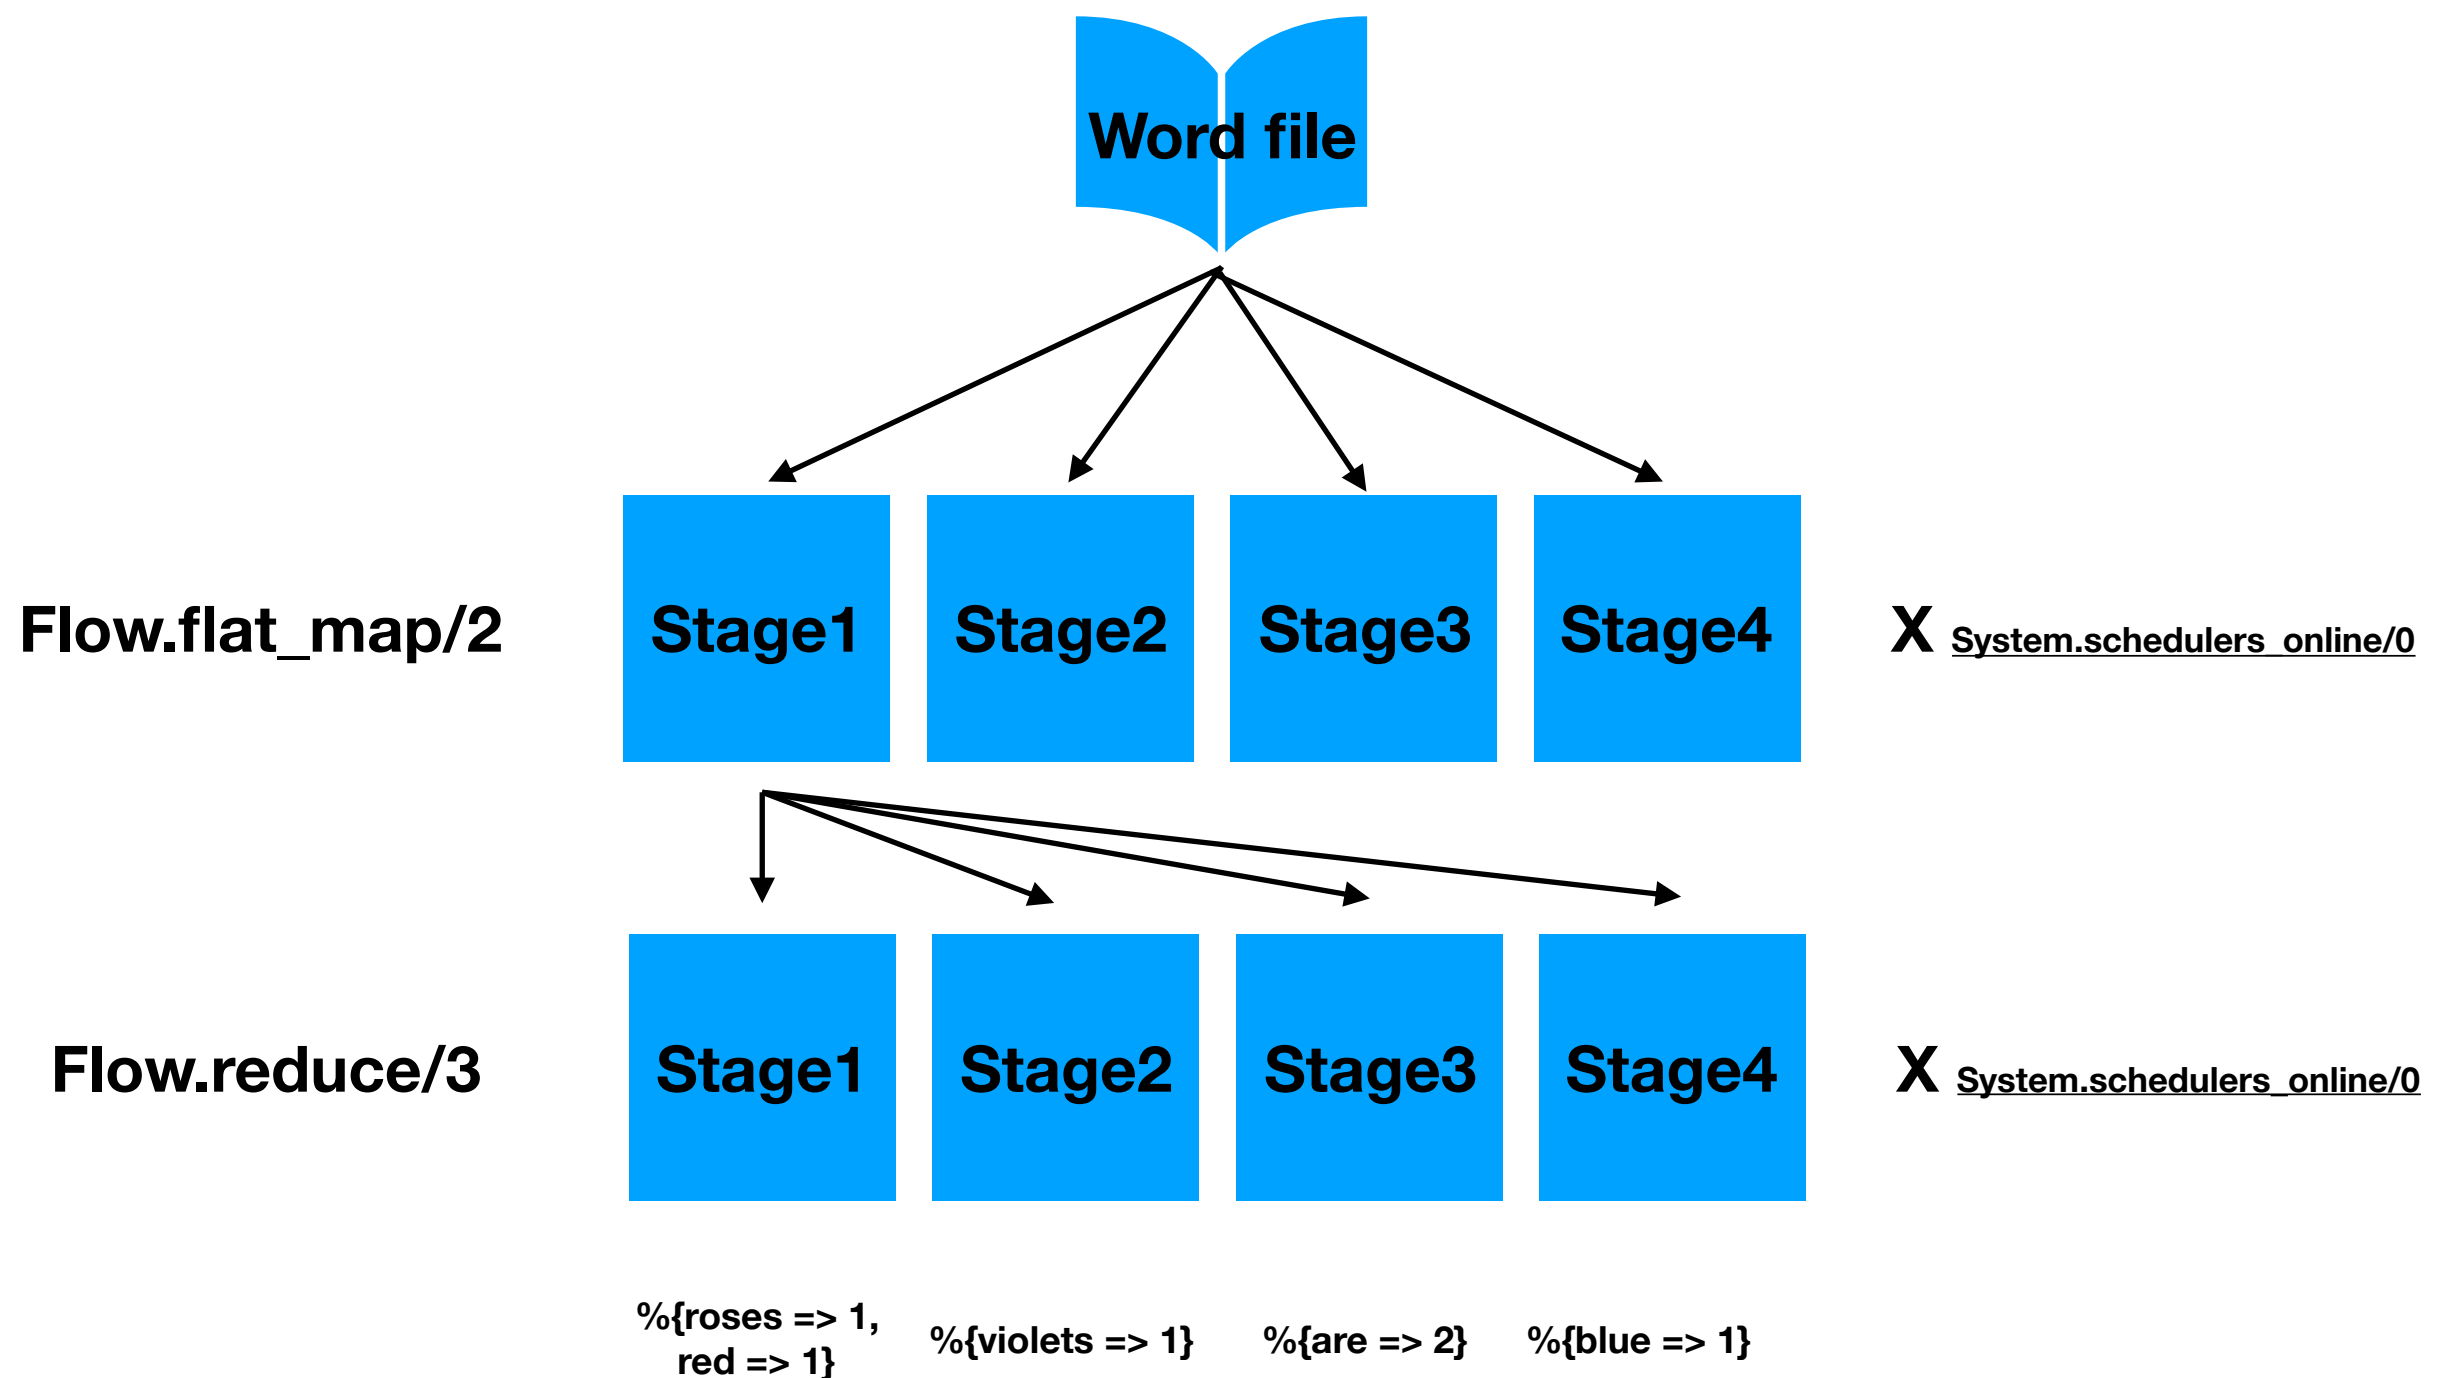 Word file
Flow.flat_map/2
Stage1
Stage2
Stage3
Stage4
X System.schedulers_online/0
Flow.reduce/3
Stage1
Stage2
Stage3
Stage4
X System.schedulers_online/0
%{roses => 1,
red => 1}
%{violets => 1}
%{are => 2}
%{blue => 1}